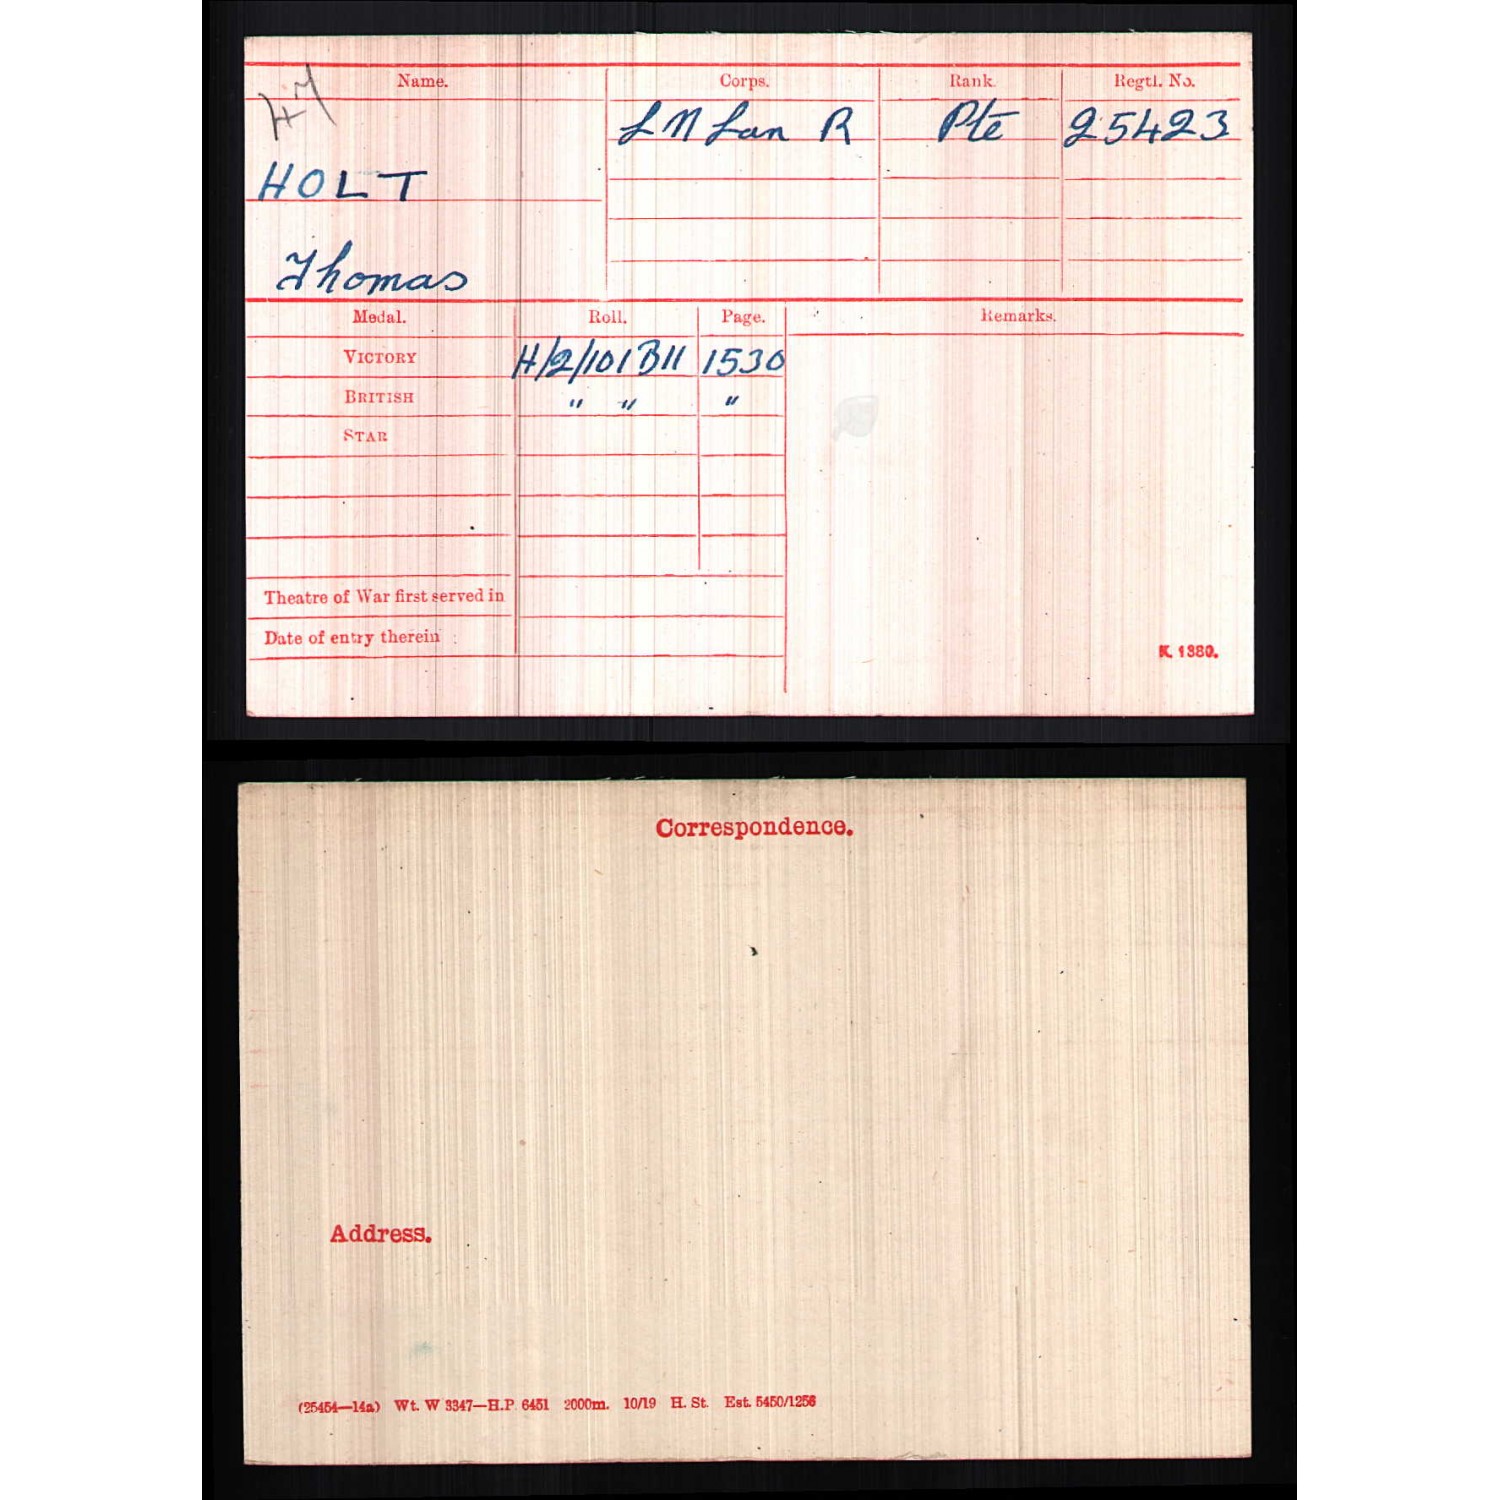 47
Name. Corps. Rank. Regtl. No.
L N Lan R Pte 25423
HOLT
Thomas
Medal. Roll. Page. Remarks.
VICTORY H/2/101B11 1530
BRITISH " " "
STAR
Theatre of War first served in
Date of entry therein
K. 1380.
Correspondence.
Address.
(25454—14a) Wt. W 3347—H.P. 6451 2000m. 10/19 H. St. Est. 5450/1256